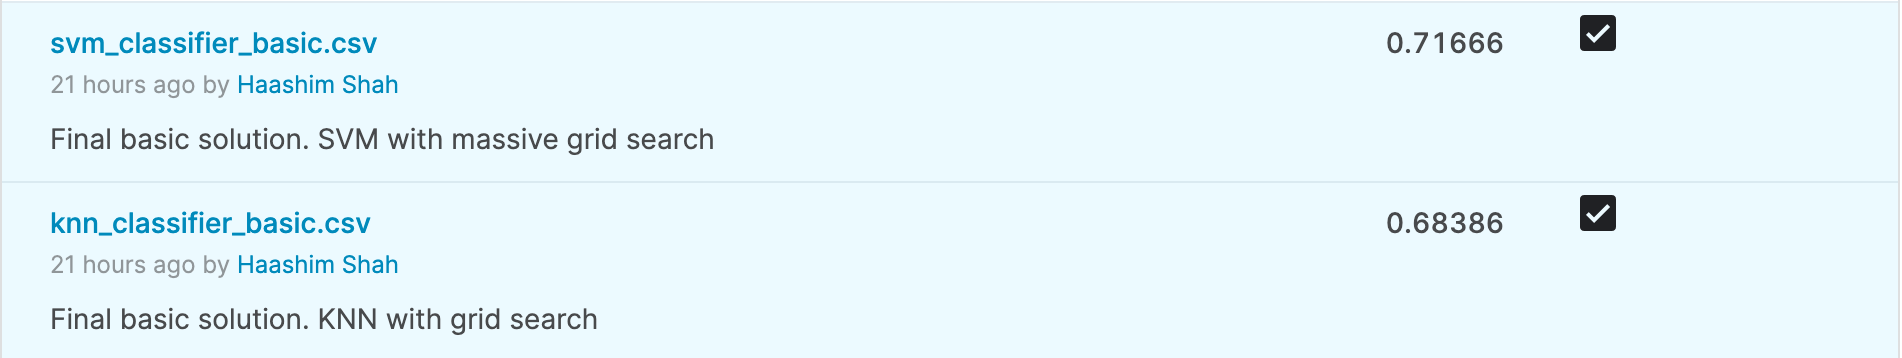 svm_classifier_basic.csv 0.71666
21 hours ago by Haashim Shah
Final basic solution. SVM with massive grid search
knn_classifier_basic.csv 0.68386
21 hours ago by Haashim Shah
Final basic solution. KNN with grid search